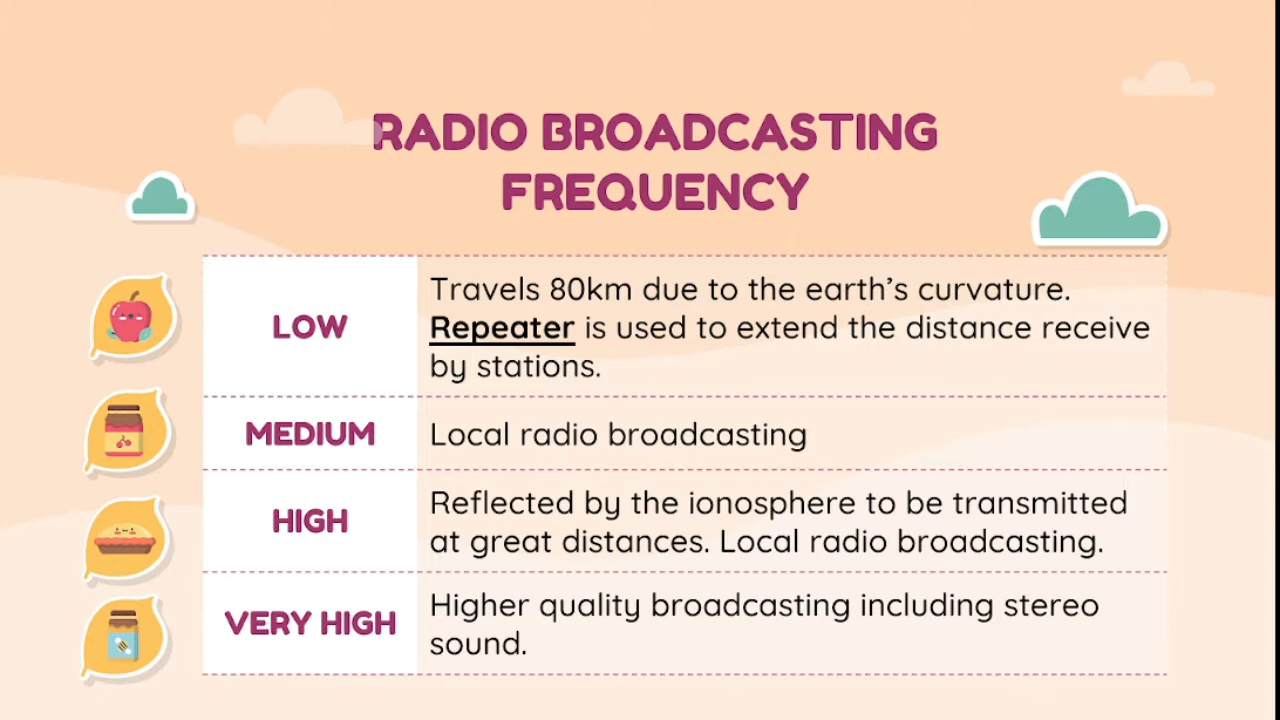 RADIO BROADCASTING
FREQUENCY
LOW
Travels 80km due to the earth's curvature.
Repeater is used to extend the distance receive
by stations.
MEDIUM
Local radio broadcasting
HIGH
Reflected by the ionosphere to be transmitted
at great distances. Local radio broadcasting.
VERY HIGH
Higher quality broadcasting including stereo
sound.